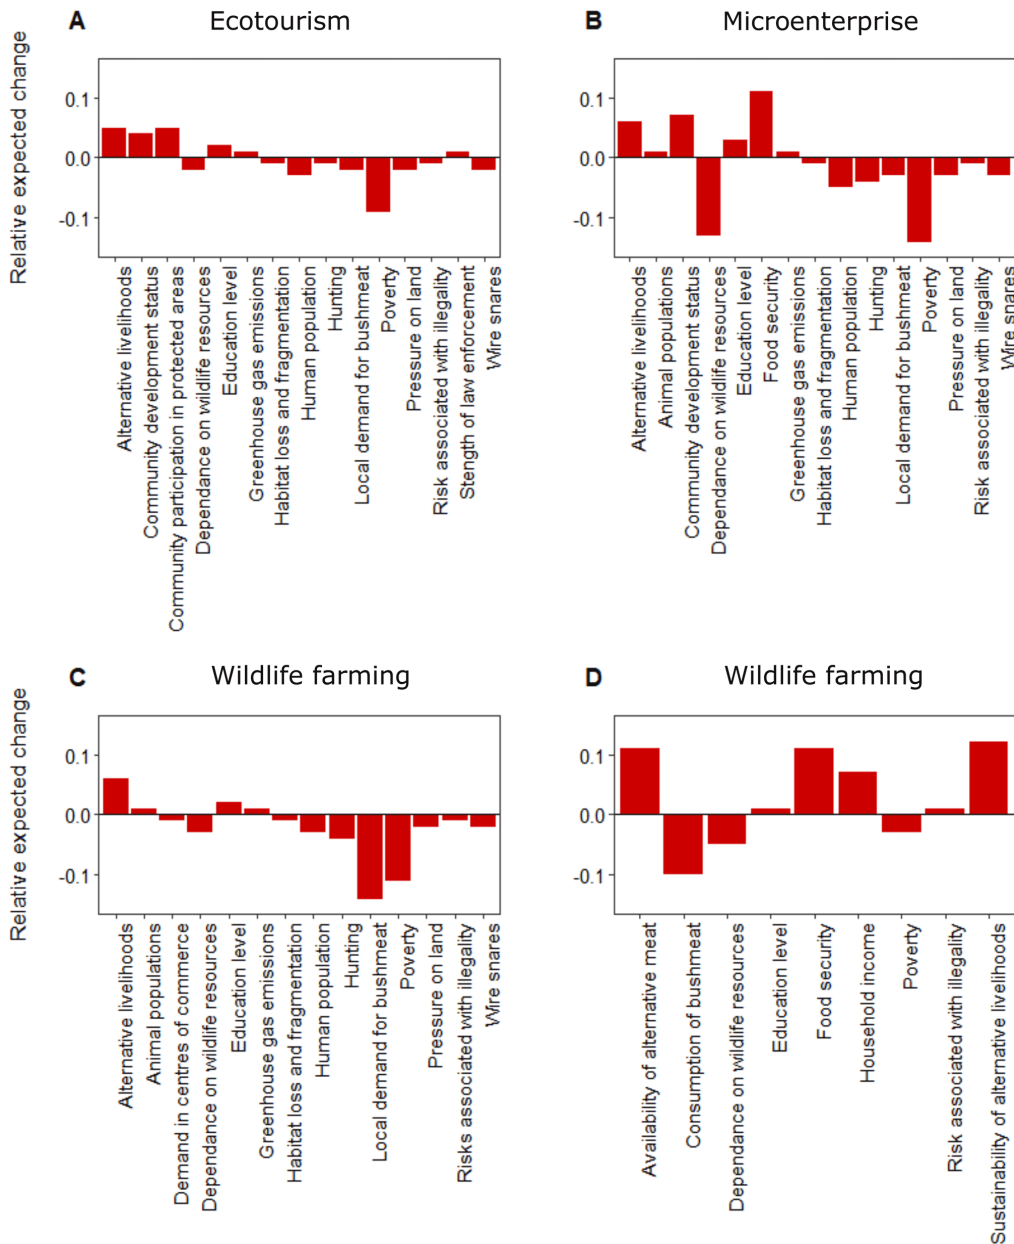 A Ecotourism
Relative expected change
0.1
0.0
-0.1
Alternative livelihoods
Community development status
Community participation in protected areas
Dependance on wildlife resources
Education level
Greenhouse gas emissions
Habitat loss and fragmentation
Human population
Hunting
Local demand for bushmeat
Poverty
Pressure on land
Risk associated with illegality
Stength of law enforcement
Wire snares
B Microenterprise
0.1
0.0
-0.1
Alternative livelihoods
Animal populations
Community development status
Dependance on wildlife resources
Education level
Food security
Greenhouse gas emissions
Habitat loss and fragmentation
Human population
Hunting
Local demand for bushmeat
Poverty
Pressure on land
Risk associated with illegality
Wire snares
C Wildlife farming
Relative expected change
0.1
0.0
-0.1
Alternative livelihoods
Animal populations
Demand in centres of commerce
Dependance on wildlife resources
Education level
Greenhouse gas emissions
Habitat loss and fragmentation
Human population
Hunting
Local demand for bushmeat
Poverty
Pressure on land
Risks associated with illegality
Wire snares
D Wildlife farming
0.1
0.0
-0.1
Availability of alternative meat
Consumption of bushmeat
Dependance on wildlife resources
Education level
Food security
Household income
Poverty
Risk associated with illegality
Sustainability of alternative livelihoods